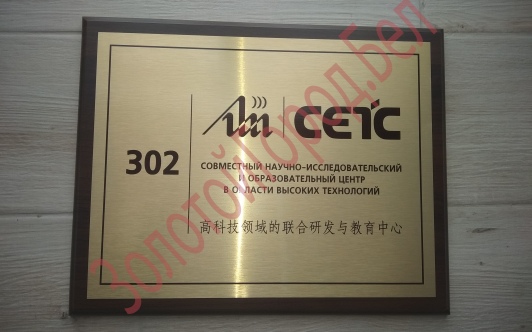 302
CETC
СОВМЕСТНЫЙ НАУЧНО-ИССЛЕДОВАТЕЛЬСКИЙ
И ОБРАЗОВАТЕЛЬНЫЙ ЦЕНТР
В ОБЛАСТИ ВЫСОКИХ ТЕХНОЛОГИЙ
高科技领域的联合研发与教育中心
ЗолотойГород.бел